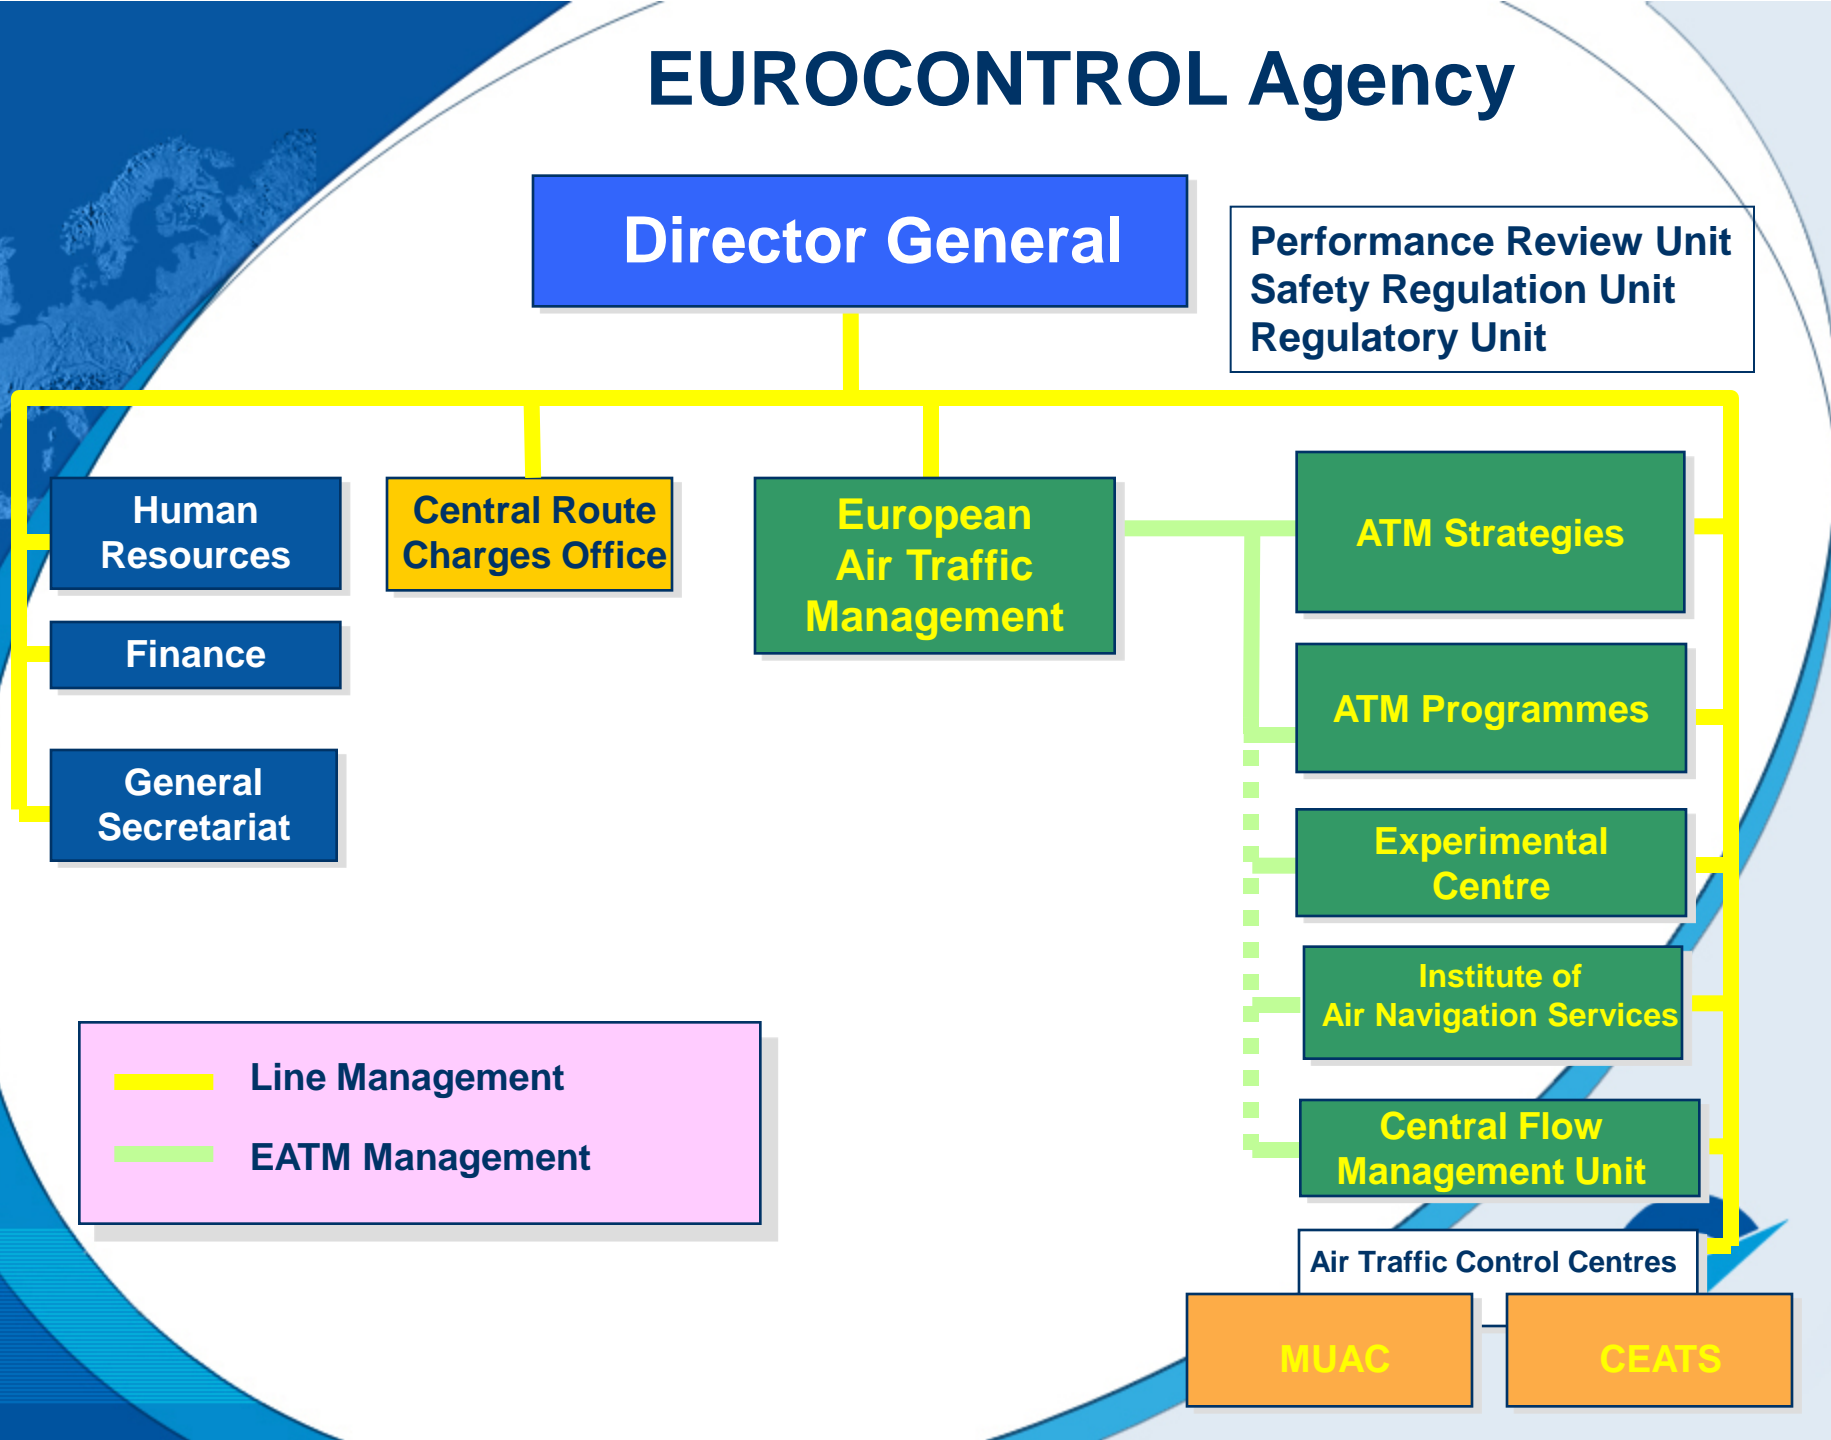 EUROCONTROL Agency
Director General
Performance Review Unit
Safety Regulation Unit
Regulatory Unit
Human
Resources
Central Route
Charges Office
European
Air Traffic
Management
ATM Strategies
Finance
ATM Programmes
General
Secretariat
Experimental
Centre
Institute of
Air Navigation Services
Line Management
EATM Management
Central Flow
Management Unit
Air Traffic Control Centres
MUAC
CEATS